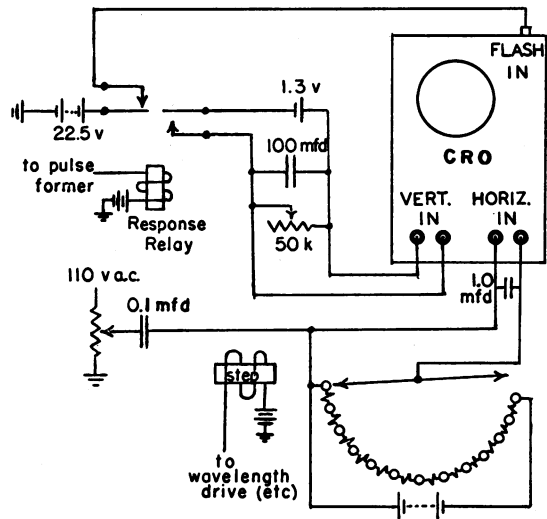 FLASH
IN
1.3 v
22.5 v
100 mfd
CRO
to pulse
former
Response
Relay
50 k
VERT.
IN
HORIZ.
IN
110 v a.c.
0.1 mfd
1.0
mfd
step
to
wavelength
drive (etc)